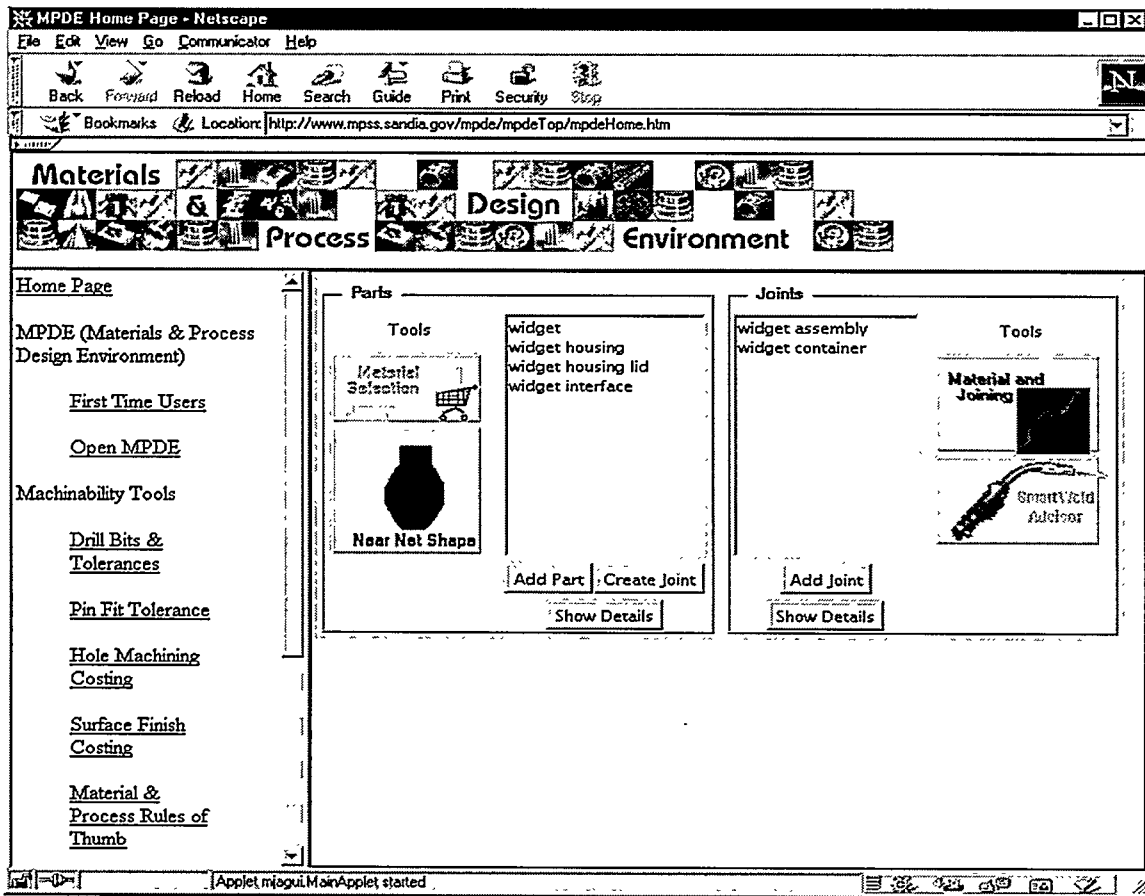 MPDE Home Page - Netscape
File Edit View Go Communicator Help
Back Forward Reload Home Search Guide Print Security Stop
N
Bookmarks Location: http://www.mpss.sandia.gov/mpde/mpdeTop/mpdeHome.htm
Materials
& Design
Process Environment
Home Page
MPDE (Materials & Process
Design Environment)
First Time Users
Open MPDE
Machinability Tools
Drill Bits &
Tolerances
Pin Fit Tolerance
Hole Machining
Costing
Surface Finish
Costing
Material &
Process Rules of
Thumb
Parts
Tools
Material
Selection
Near Net Shape
widget
widget housing
widget housing lid
widget interface
Add Part Create Joint
Show Details
Joints
widget assembly
widget container
Tools
Material and
Joining
SmartWeld
Advisor
Add Joint
Show Details
Applet mjagui.MainApplet started